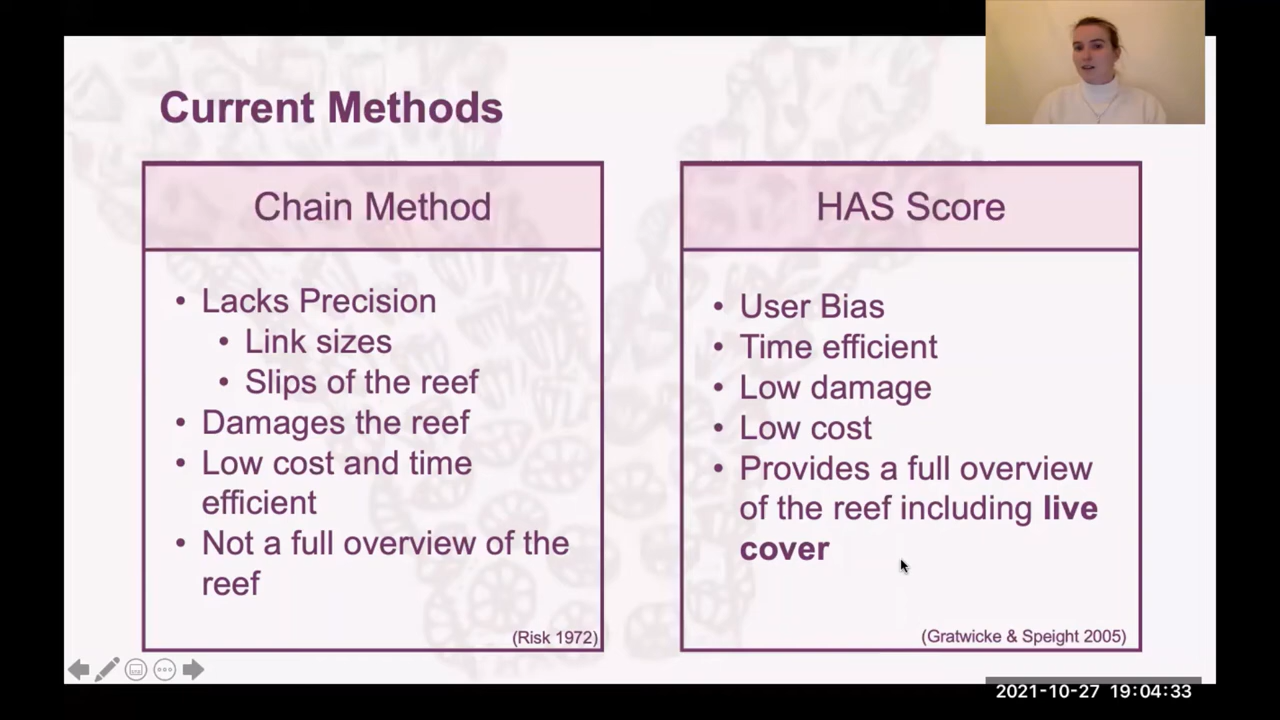 Current Methods
Chain Method
• Lacks Precision
• Link sizes
• Slips of the reef
• Damages the reef
• Low cost and time
efficient
• Not a full overview of the
reef
(Risk 1972)
HAS Score
• User Bias
• Time efficient
• Low damage
• Low cost
• Provides a full overview
of the reef including live
cover
(Gratwicke & Speight 2005)
2021-10-27 19:04:33